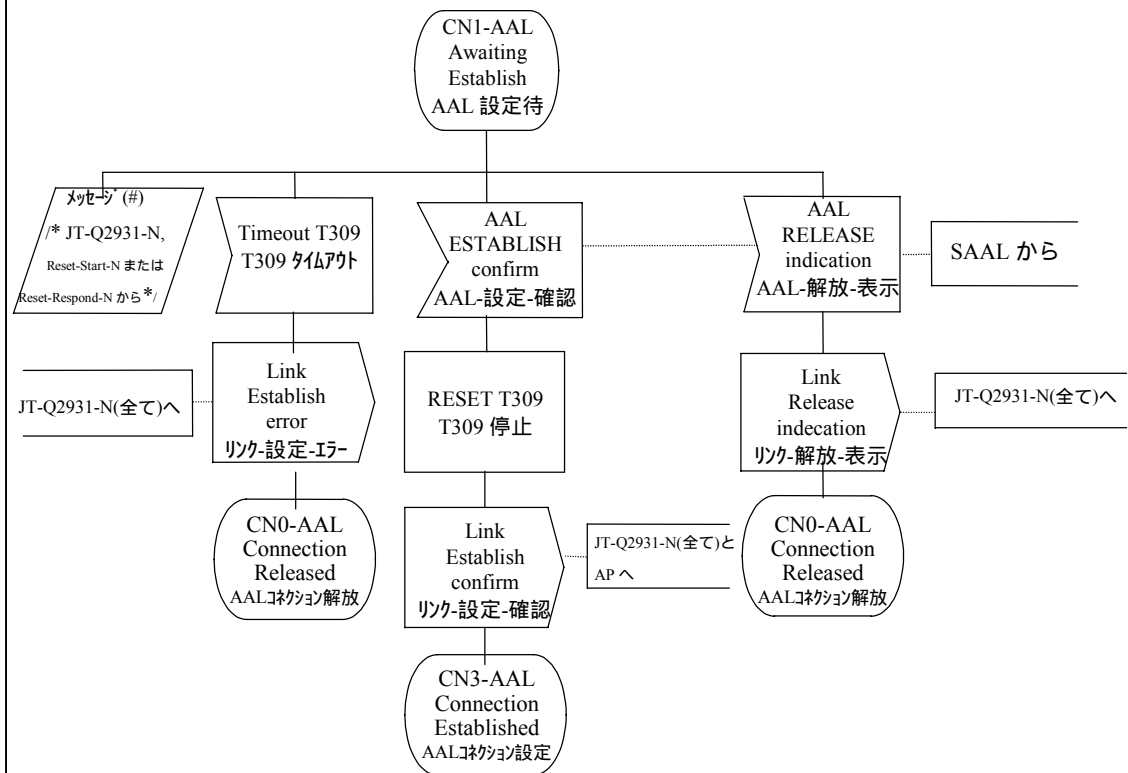 CN1-AAL
Awaiting
Establish
AAL 設定待
ﾒｯｾｰｼﾞ (#)
/* JT-Q2931-N,
Reset-Start-N または
Reset-Respond-N から*/
Timeout T309
T309 ﾀｲﾑｱｳﾄ
AAL
ESTABLISH
confirm
AAL-設定-確認
AAL
RELEASE
indication
AAL-解放-表示
SAAL から
JT-Q2931-N(全て)へ
Link
Establish
error
ﾘﾝｸ-設定-ｴﾗｰ
RESET T309
T309 停止
Link
Release
indecation
ﾘﾝｸ-解放-表示
JT-Q2931-N(全て)へ
CN0-AAL
Connection
Released
AALｺﾈｸｼｮﾝ解放
Link
Establish
confirm
ﾘﾝｸ-設定-確認
JT-Q2931-N(全て)と
AP へ
CN0-AAL
Connection
Released
AALｺﾈｸｼｮﾝ解放
CN3-AAL
Connection
Established
AALｺﾈｸｼｮﾝ設定